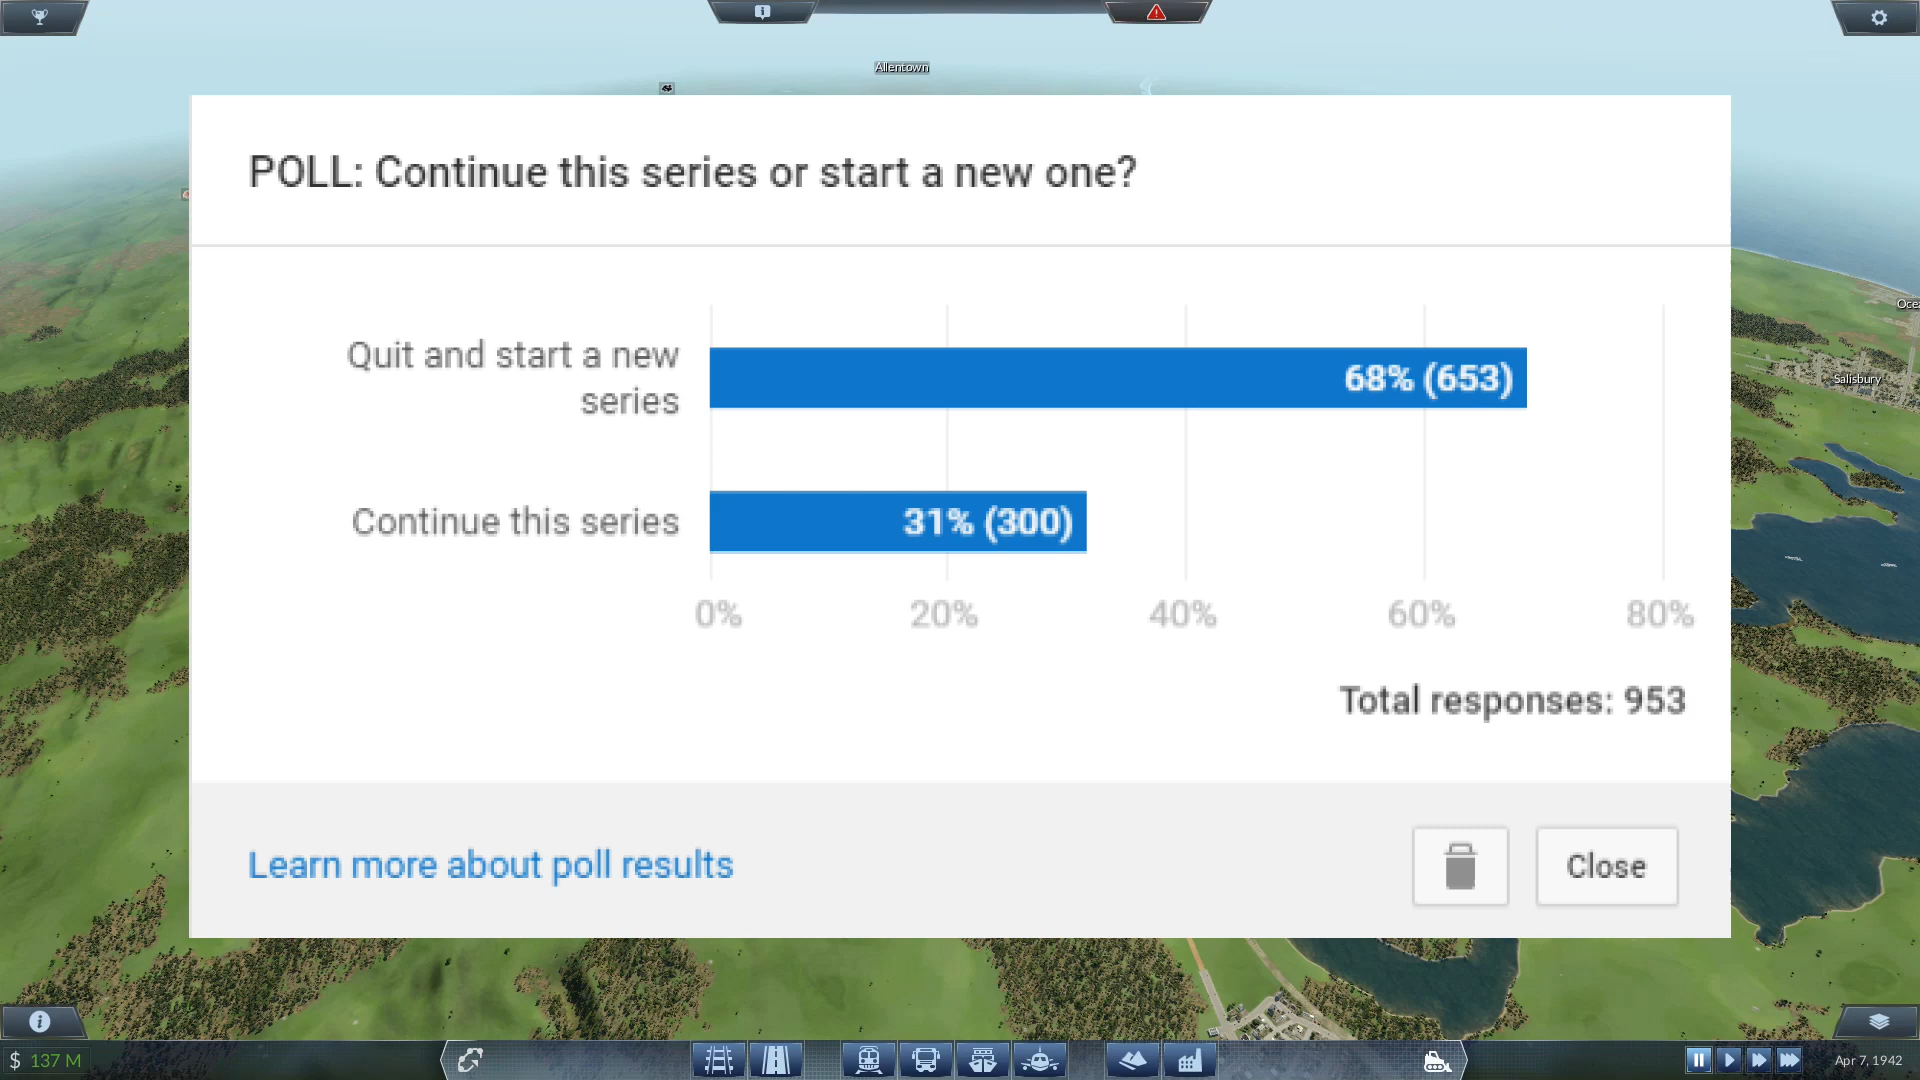 Allentown
POLL: Continue this series or start a new one?
Quit and start a new
series
68% (653)
Continue this series
31% (300)
0% 20% 40% 60% 80%
Total responses: 953
Learn more about poll results
Close
Salisbury
$ 137 M
Apr 7, 1942